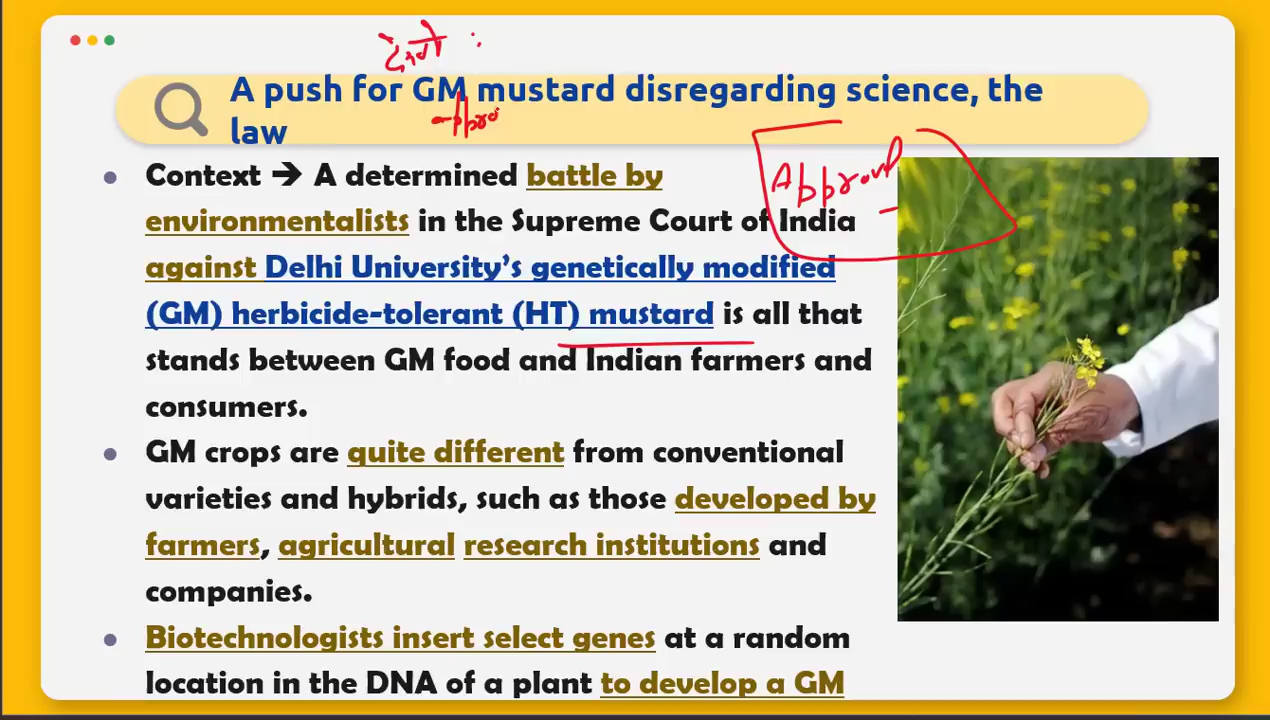 A push for GM mustard disregarding science, the
law
Approval
Context → A determined battle by
environmentalists in the Supreme Court of India
against Delhi University's genetically modified
(GM) herbicide-tolerant (HT) mustard is all that
stands between GM food and Indian farmers and
consumers.
GM crops are quite different from conventional
varieties and hybrids, such as those developed by
farmers, agricultural research institutions and
companies.
Biotechnologists insert select genes at a random
location in the DNA of a plant to develop a GM